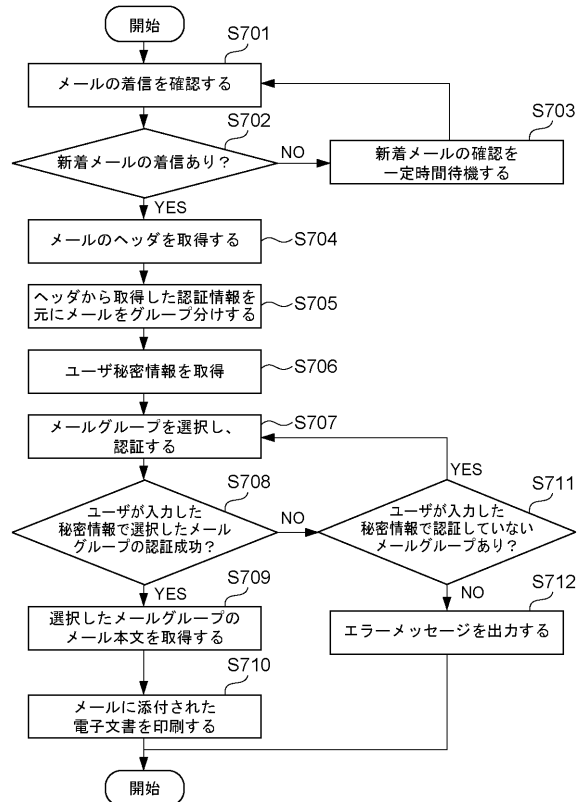 開始
S701
メールの着信を確認する
S702
新着メールの着信あり？
NO
S703
新着メールの確認を
一定時間待機する
YES
メールのヘッダを取得する
S704
ヘッダから取得した認証情報を
元にメールをグループ分けする
S705
ユーザ秘密情報を取得
S706
メールグループを選択し、
認証する
S707
S708
ユーザが入力した
秘密情報で選択したメール
グループの認証成功？
NO
YES
S711
ユーザが入力した
秘密情報で認証していない
メールグループあり？
YES
S709
選択したメールグループの
メール本文を取得する
NO
S712
エラーメッセージを出力する
S710
メールに添付された
電子文書を印刷する
開始